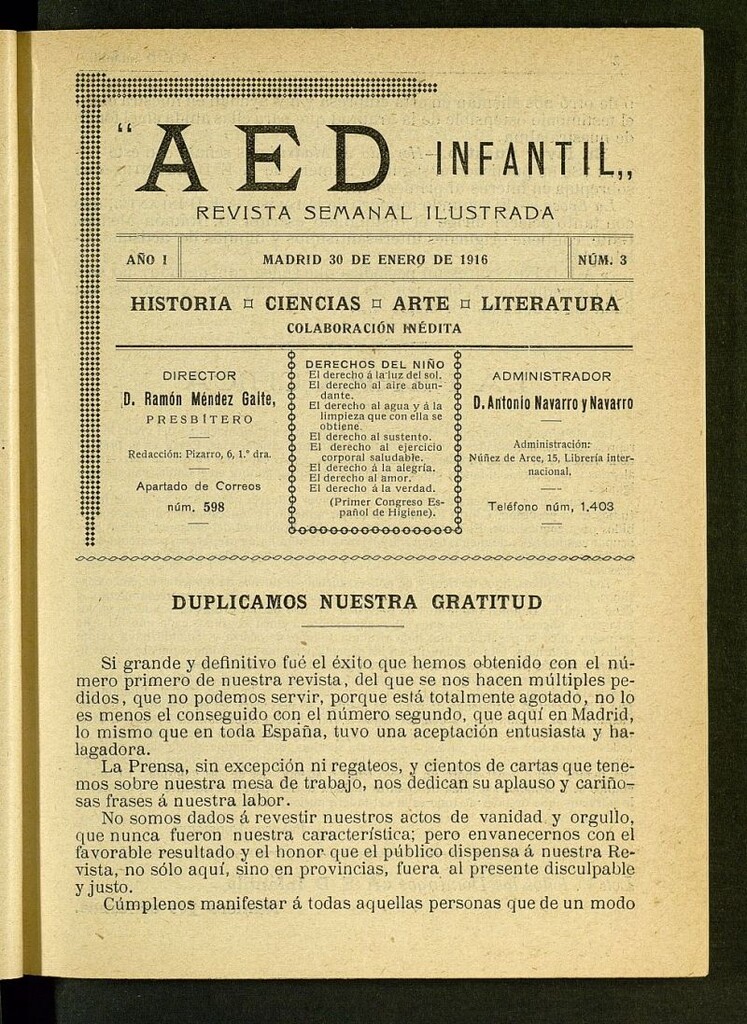 “AED INFANTIL„
REVISTA SEMANAL ILUSTRADA
AÑO I
MADRID 30 DE ENERO DE 1916
NÚM. 3
HISTORIA ¤ CIENCIAS ¤ ARTE ¤ LITERATURA
COLABORACIÓN INÉDITA
DIRECTOR
D. Ramón Méndez Gaite,
PRESBÍTERO
Redacción: Pizarro, 6, 1.° dra.
Apartado de Correos
núm. 598
DERECHOS DEL NIÑO
El derecho á la luz del sol.
El derecho al aire abun-
dante.
El derecho al agua y á la
limpieza que con ella se
obtiene.
El derecho al sustento.
El derecho al ejercicio
corporal saludable.
El derecho á la alegría.
El derecho al amor.
El derecho á la verdad.
(Primer Congreso Es-
pañol de Higiene).
ADMINISTRADOR
D. Antonio Navarro y Navarro
Administración:
Núñez de Arce, 15, Librería inter-
nacional,
Teléfono núm, 1.403
DUPLICAMOS NUESTRA GRATITUD
Si grande y definitivo fué el éxito que hemos obtenido con el nú-
mero primero de nuestra revista, del que se nos hacen múltiples pe-
didos, que no podemos servir, porque está totalmente agotado, no lo
es menos el conseguido con el número segundo, que aquí en Madrid,
lo mismo que en toda España, tuvo una aceptación entusiasta y ha-
lagadora.
La Prensa, sin excepción ni regateos, y cientos de cartas que tene-
mos sobre nuestra mesa de trabajo, nos dedican su aplauso y cariño-
sas frases á nuestra labor.
No somos dados á revestir nuestros actos de vanidad y orgullo,
que nunca fueron nuestra característica; pero envanecernos con el
favorable resultado y el honor que el público dispensa á nuestra Re-
vista, no sólo aquí, sino en provincias, fuera al presente disculpable
y justo.
Cúmplenos manifestar á todas aquellas personas que de un modo